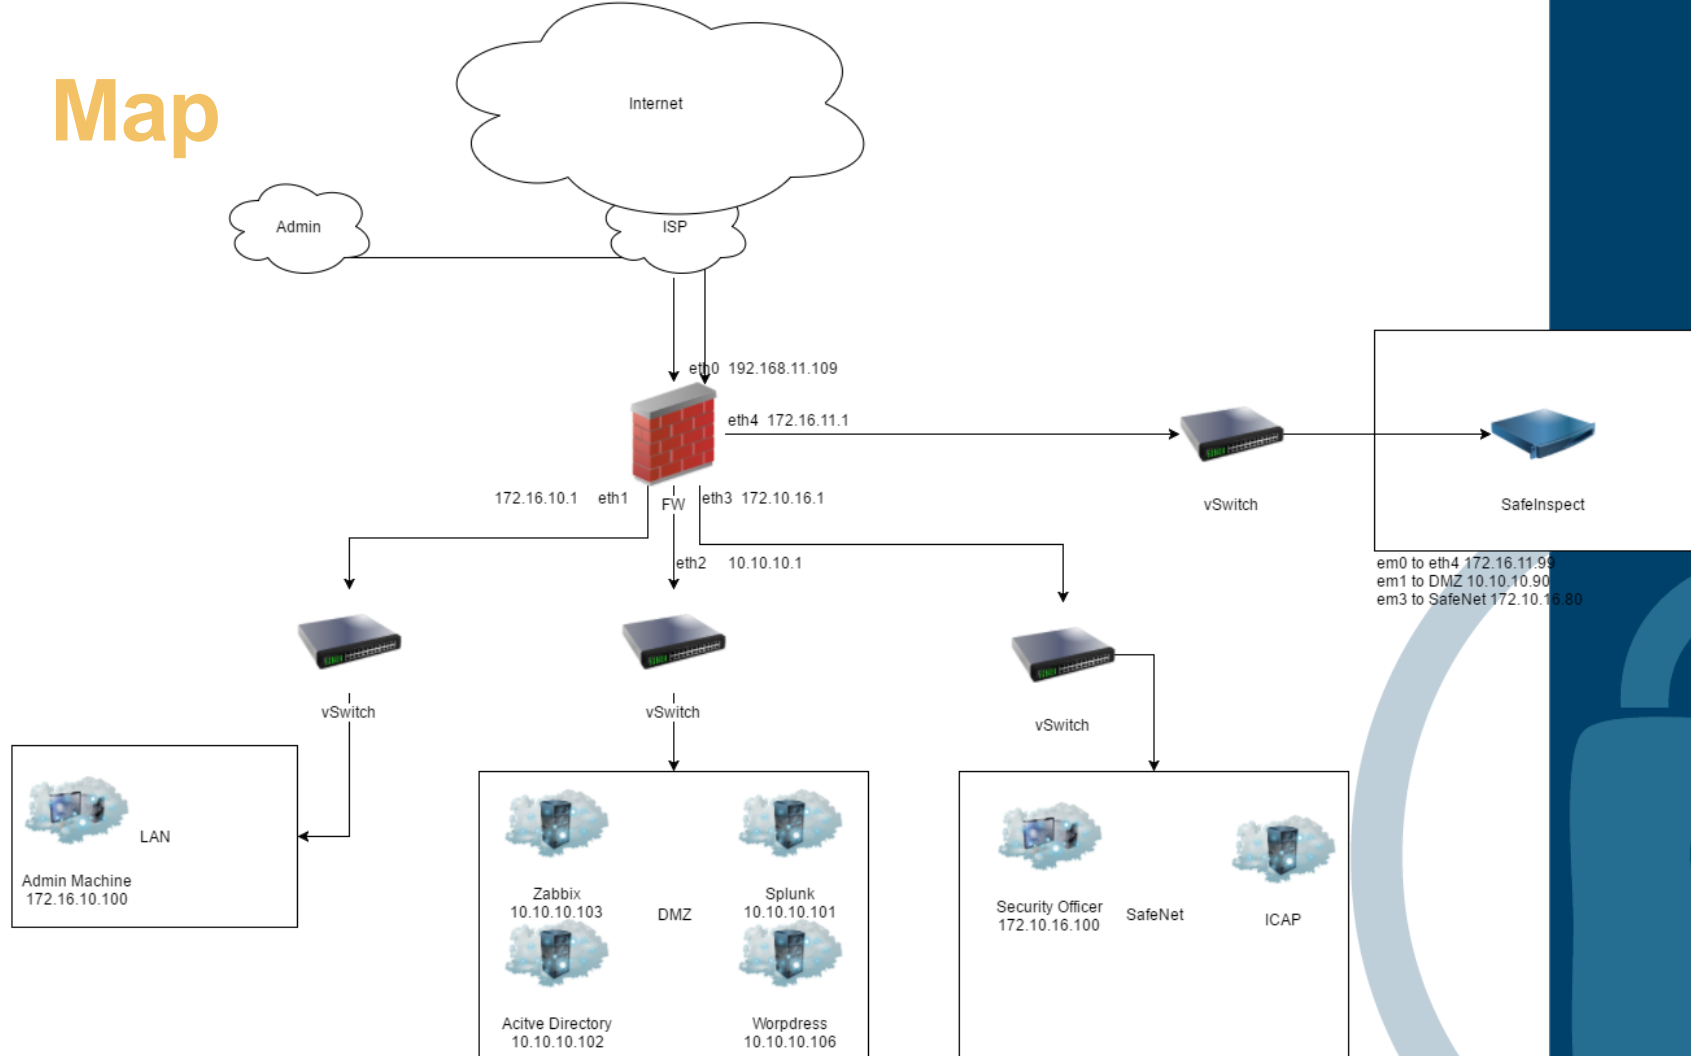 Map
Internet
Admin
ISP
eth0 192.168.11.109
eth4 172.16.11.1
172.16.10.1 eth1
FW
eth3 172.10.16.1
vSwitch
SafeInspect
eth2 10.10.10.1
em0 to eth4 172.16.11.99
em1 to DMZ 10.10.10.90
em3 to SafeNet 172.10.16.80
vSwitch
vSwitch
vSwitch
LAN
Admin Machine
172.16.10.100
Zabbix
10.10.10.103
DMZ
Splunk
10.10.10.101
Security Officer
172.10.16.100
SafeNet
ICAP
Acitve Directory
10.10.10.102
Worpdress
10.10.10.106